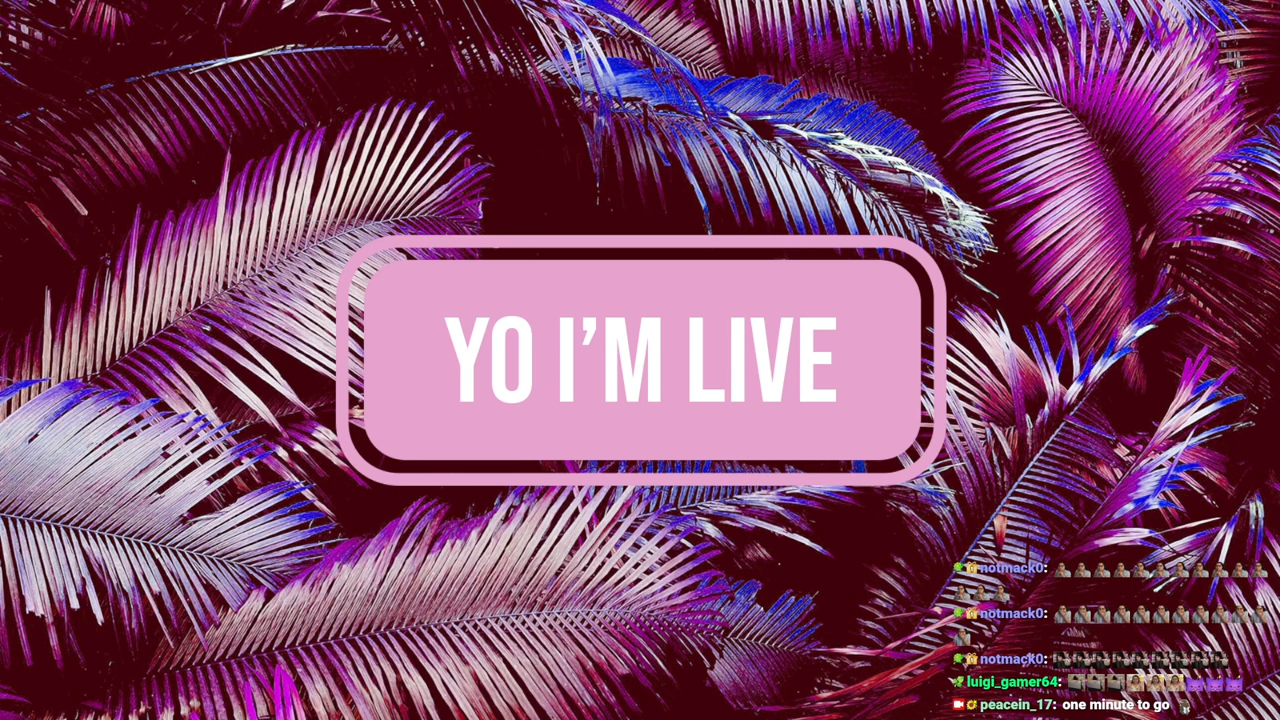 YO I’M LIVE
notmack0:
notmack0:
notmack0:
luigi_gamer64:
peacein_17: one minute to go